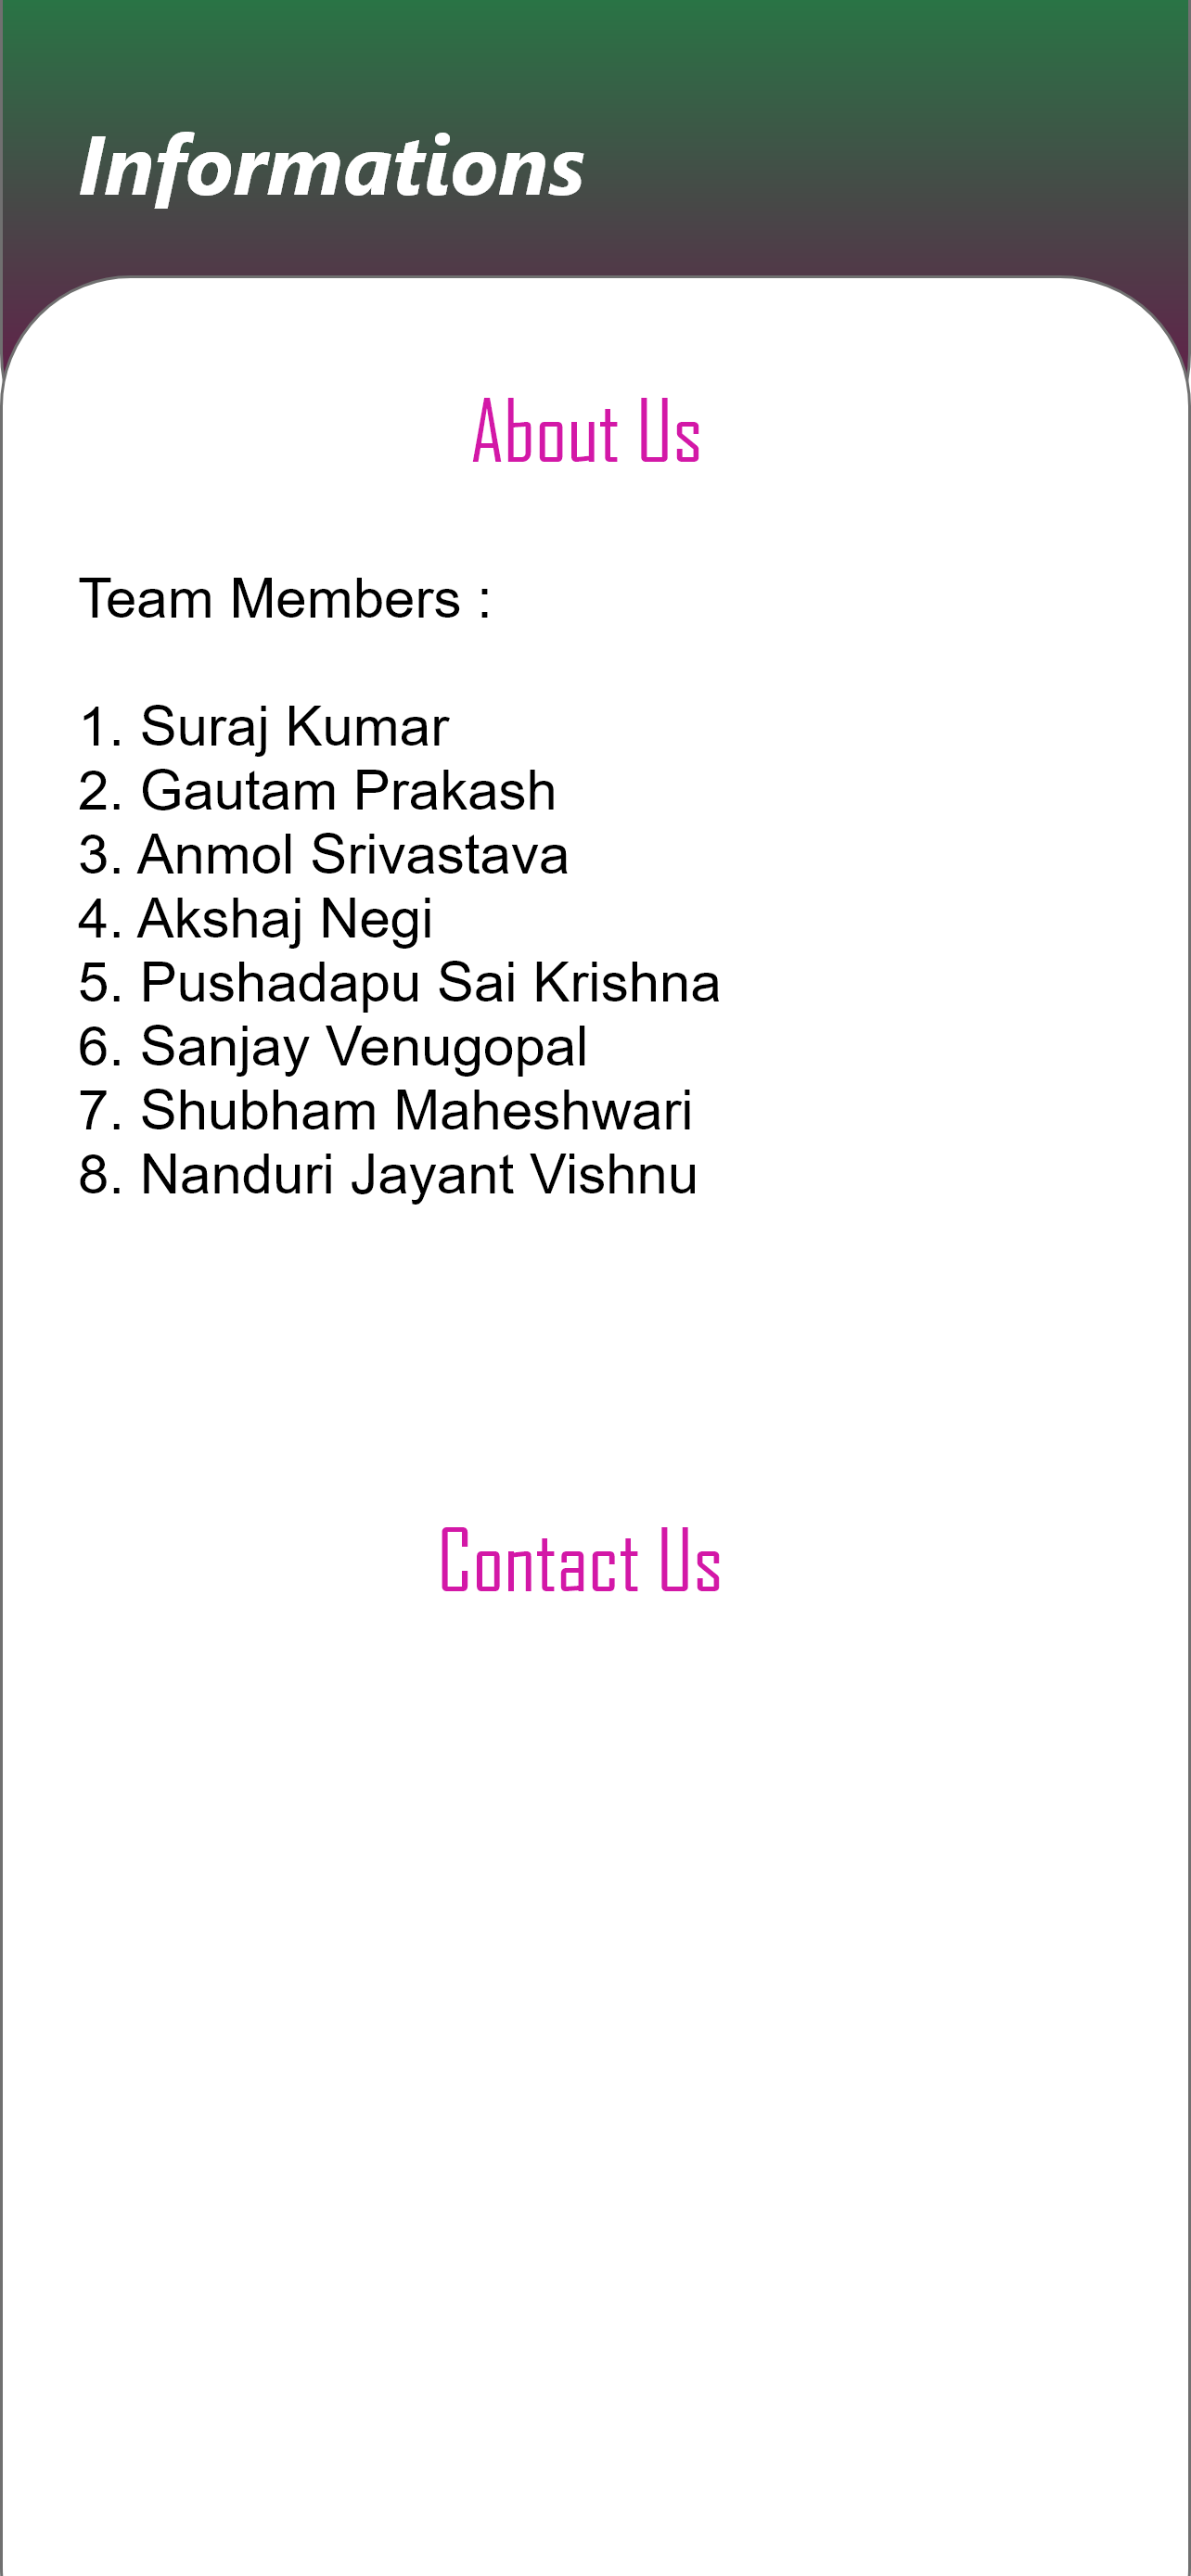 Informations
About Us
Team Members :
1. Suraj Kumar
2. Gautam Prakash
3. Anmol Srivastava
4. Akshaj Negi
5. Pushadapu Sai Krishna
6. Sanjay Venugopal
7. Shubham Maheshwari
8. Nanduri Jayant Vishnu
Contact Us